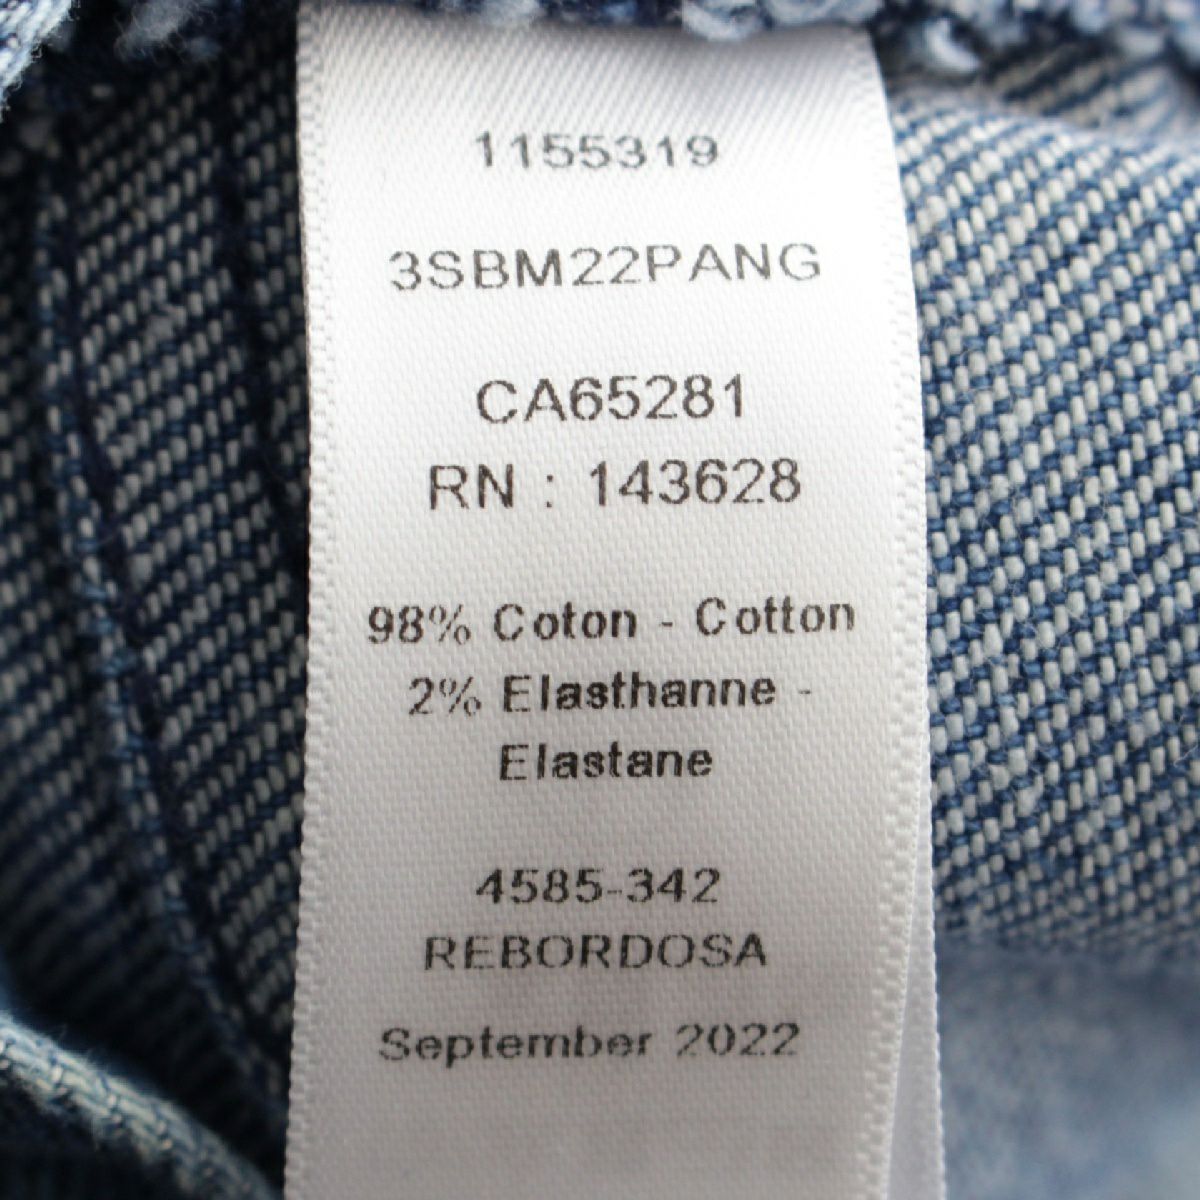 1155319
3SBM22PANG
CA65281
RN : 143628
98% Coton - Cotton
2% Elasthanne -
Elastane
4585-342
REBORDOSA
September 2022